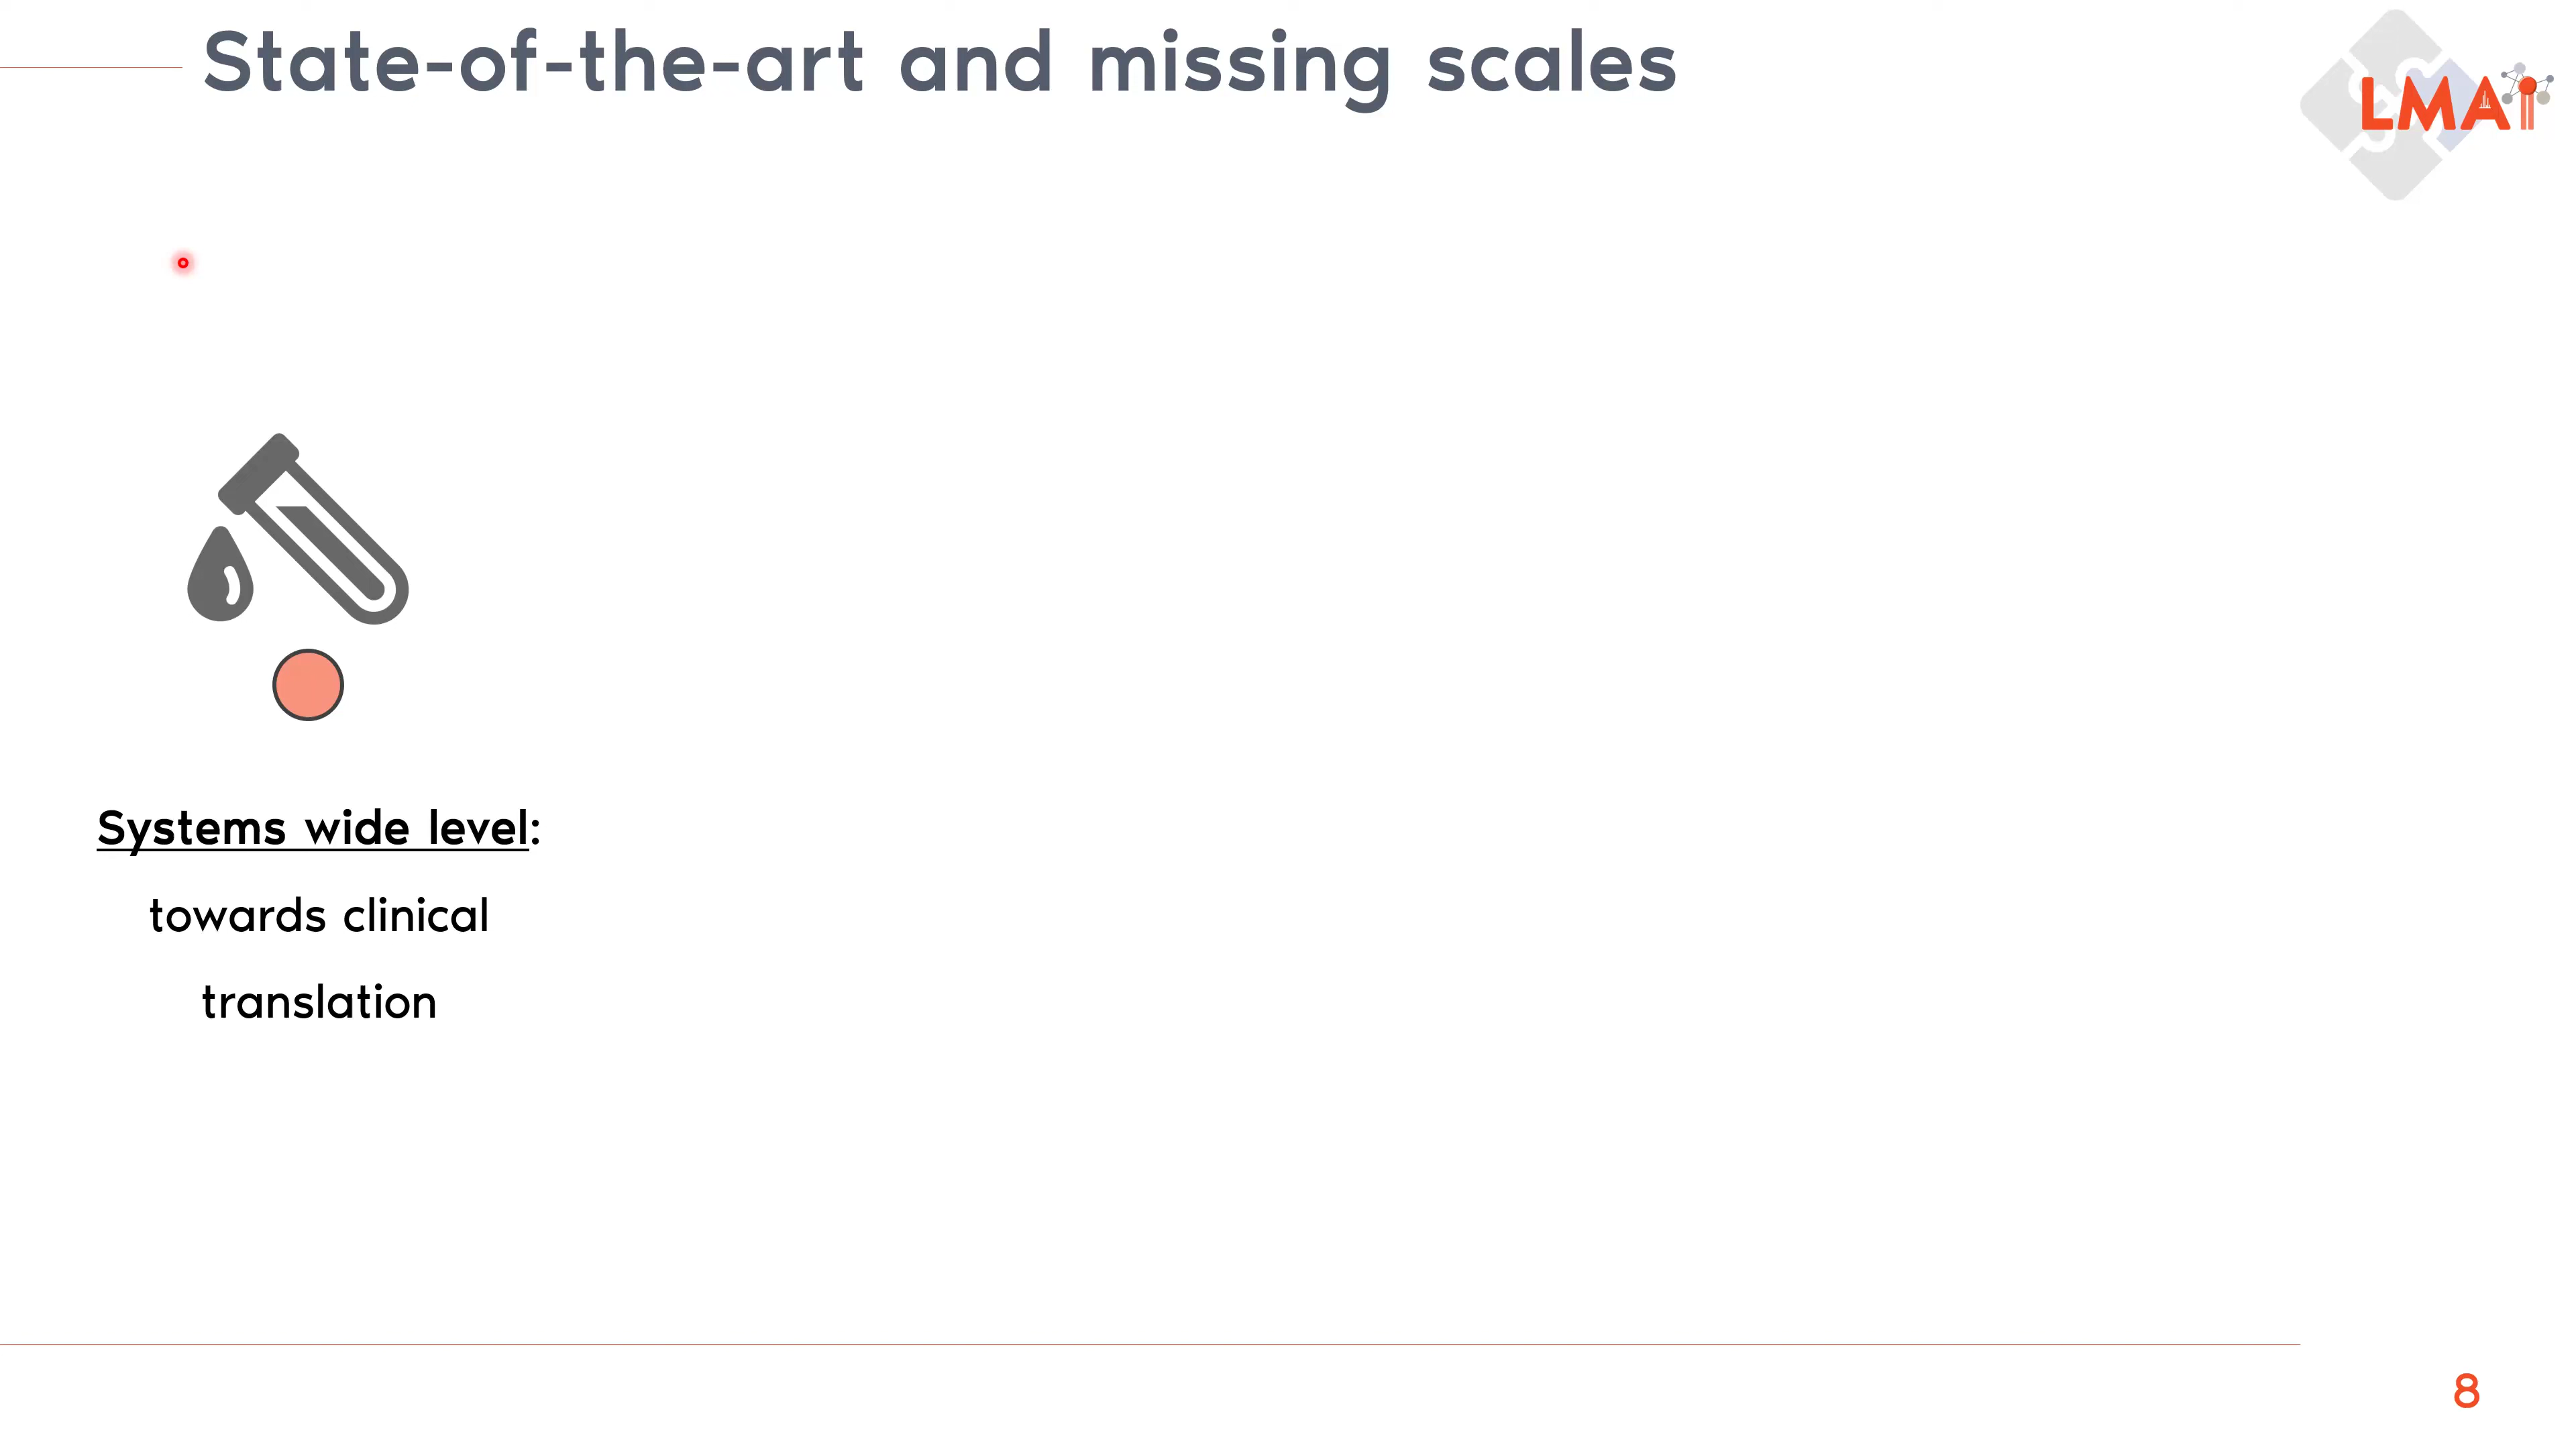 State-of-the-art and missing scales
LMAI
Systems wide level:
towards clinical
translation
8